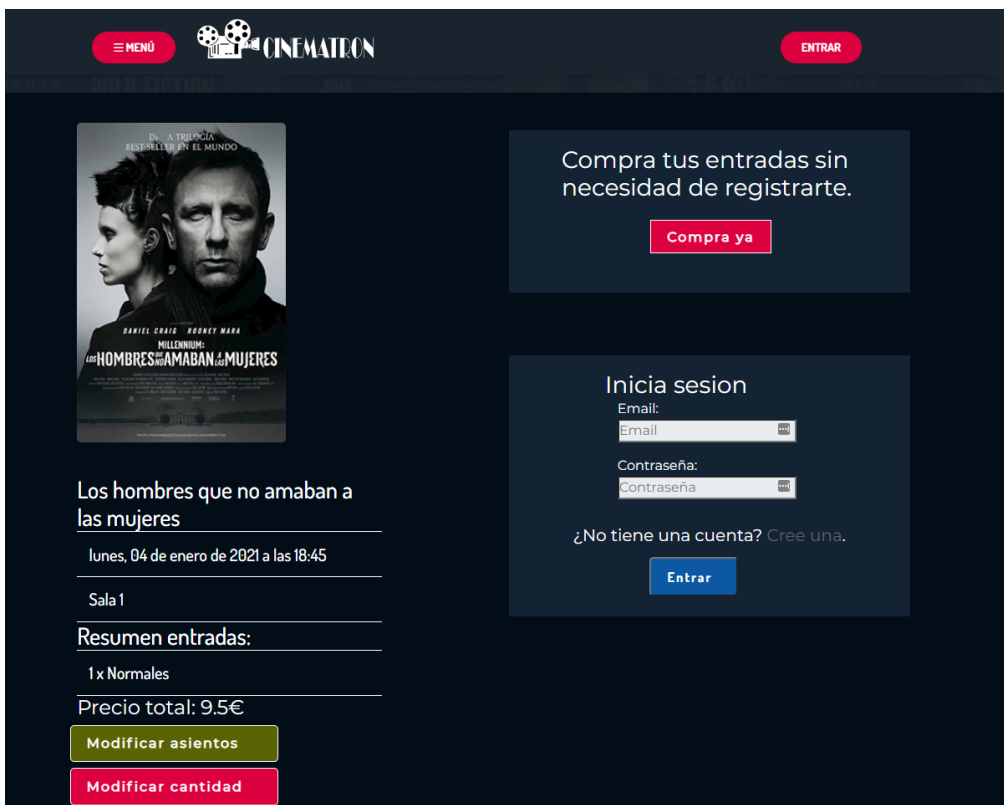 MENÚ
CINEMATRON
ENTRAR
A TRILOGÍA
BEST-SELLER EN EL MUNDO
DANIEL CRAIG ROONEY MARA
MILLENNIUM:
LOS HOMBRES QUE NO AMABAN A LAS MUJERES
Los hombres que no amaban a
las mujeres
lunes, 04 de enero de 2021 a las 18:45
Sala 1
Resumen entradas:
1 x Normales
Precio total: 9.5€
Modificar asientos
Modificar cantidad
Compra tus entradas sin
necesidad de registrarte.
Compra ya
Inicia sesion
Email:
Email
Contraseña:
Contraseña
¿No tiene una cuenta? Cree una.
Entrar